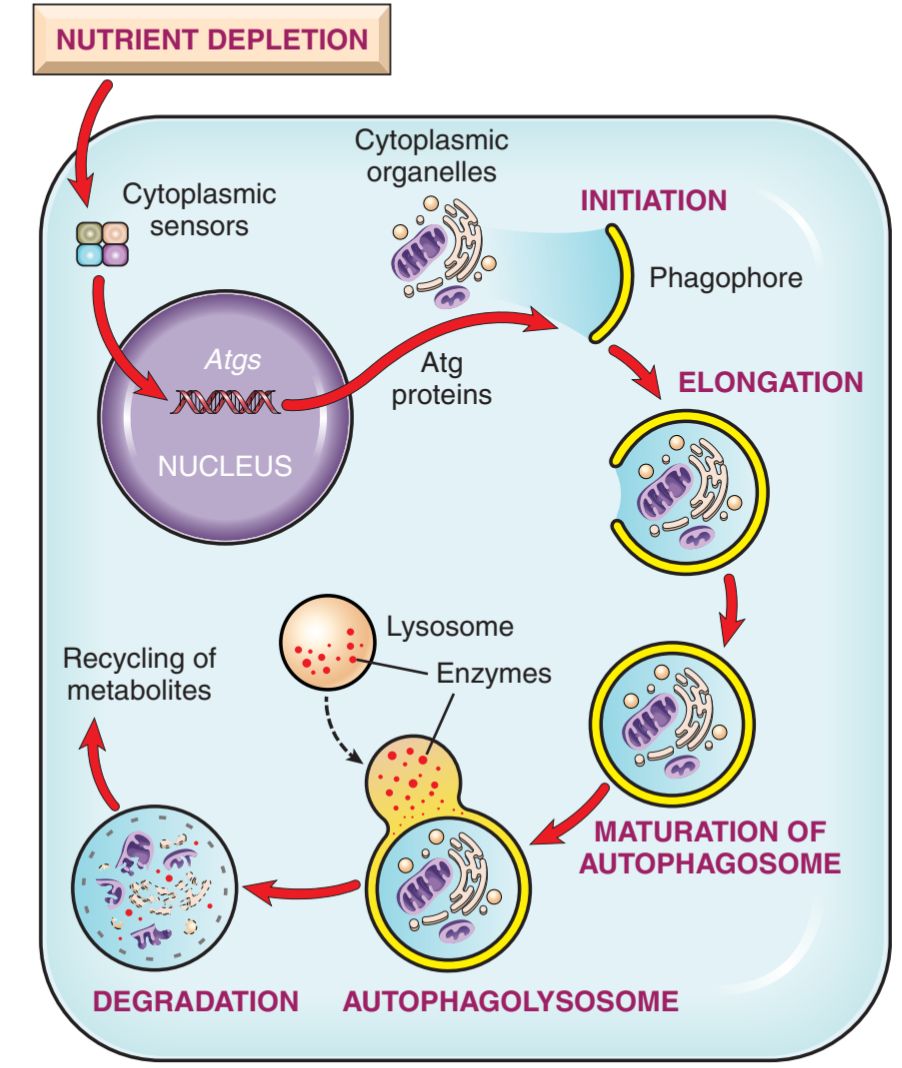 NUTRIENT DEPLETION
Cytoplasmic
organelles
INITIATION
Cytoplasmic
sensors
Phagophore
Atgs
Atg
proteins
ELONGATION
NUCLEUS
Lysosome
Enzymes
Recycling of
metabolites
MATURATION OF
AUTOPHAGOSOME
DEGRADATION
AUTOPHAGOLYSOSOME